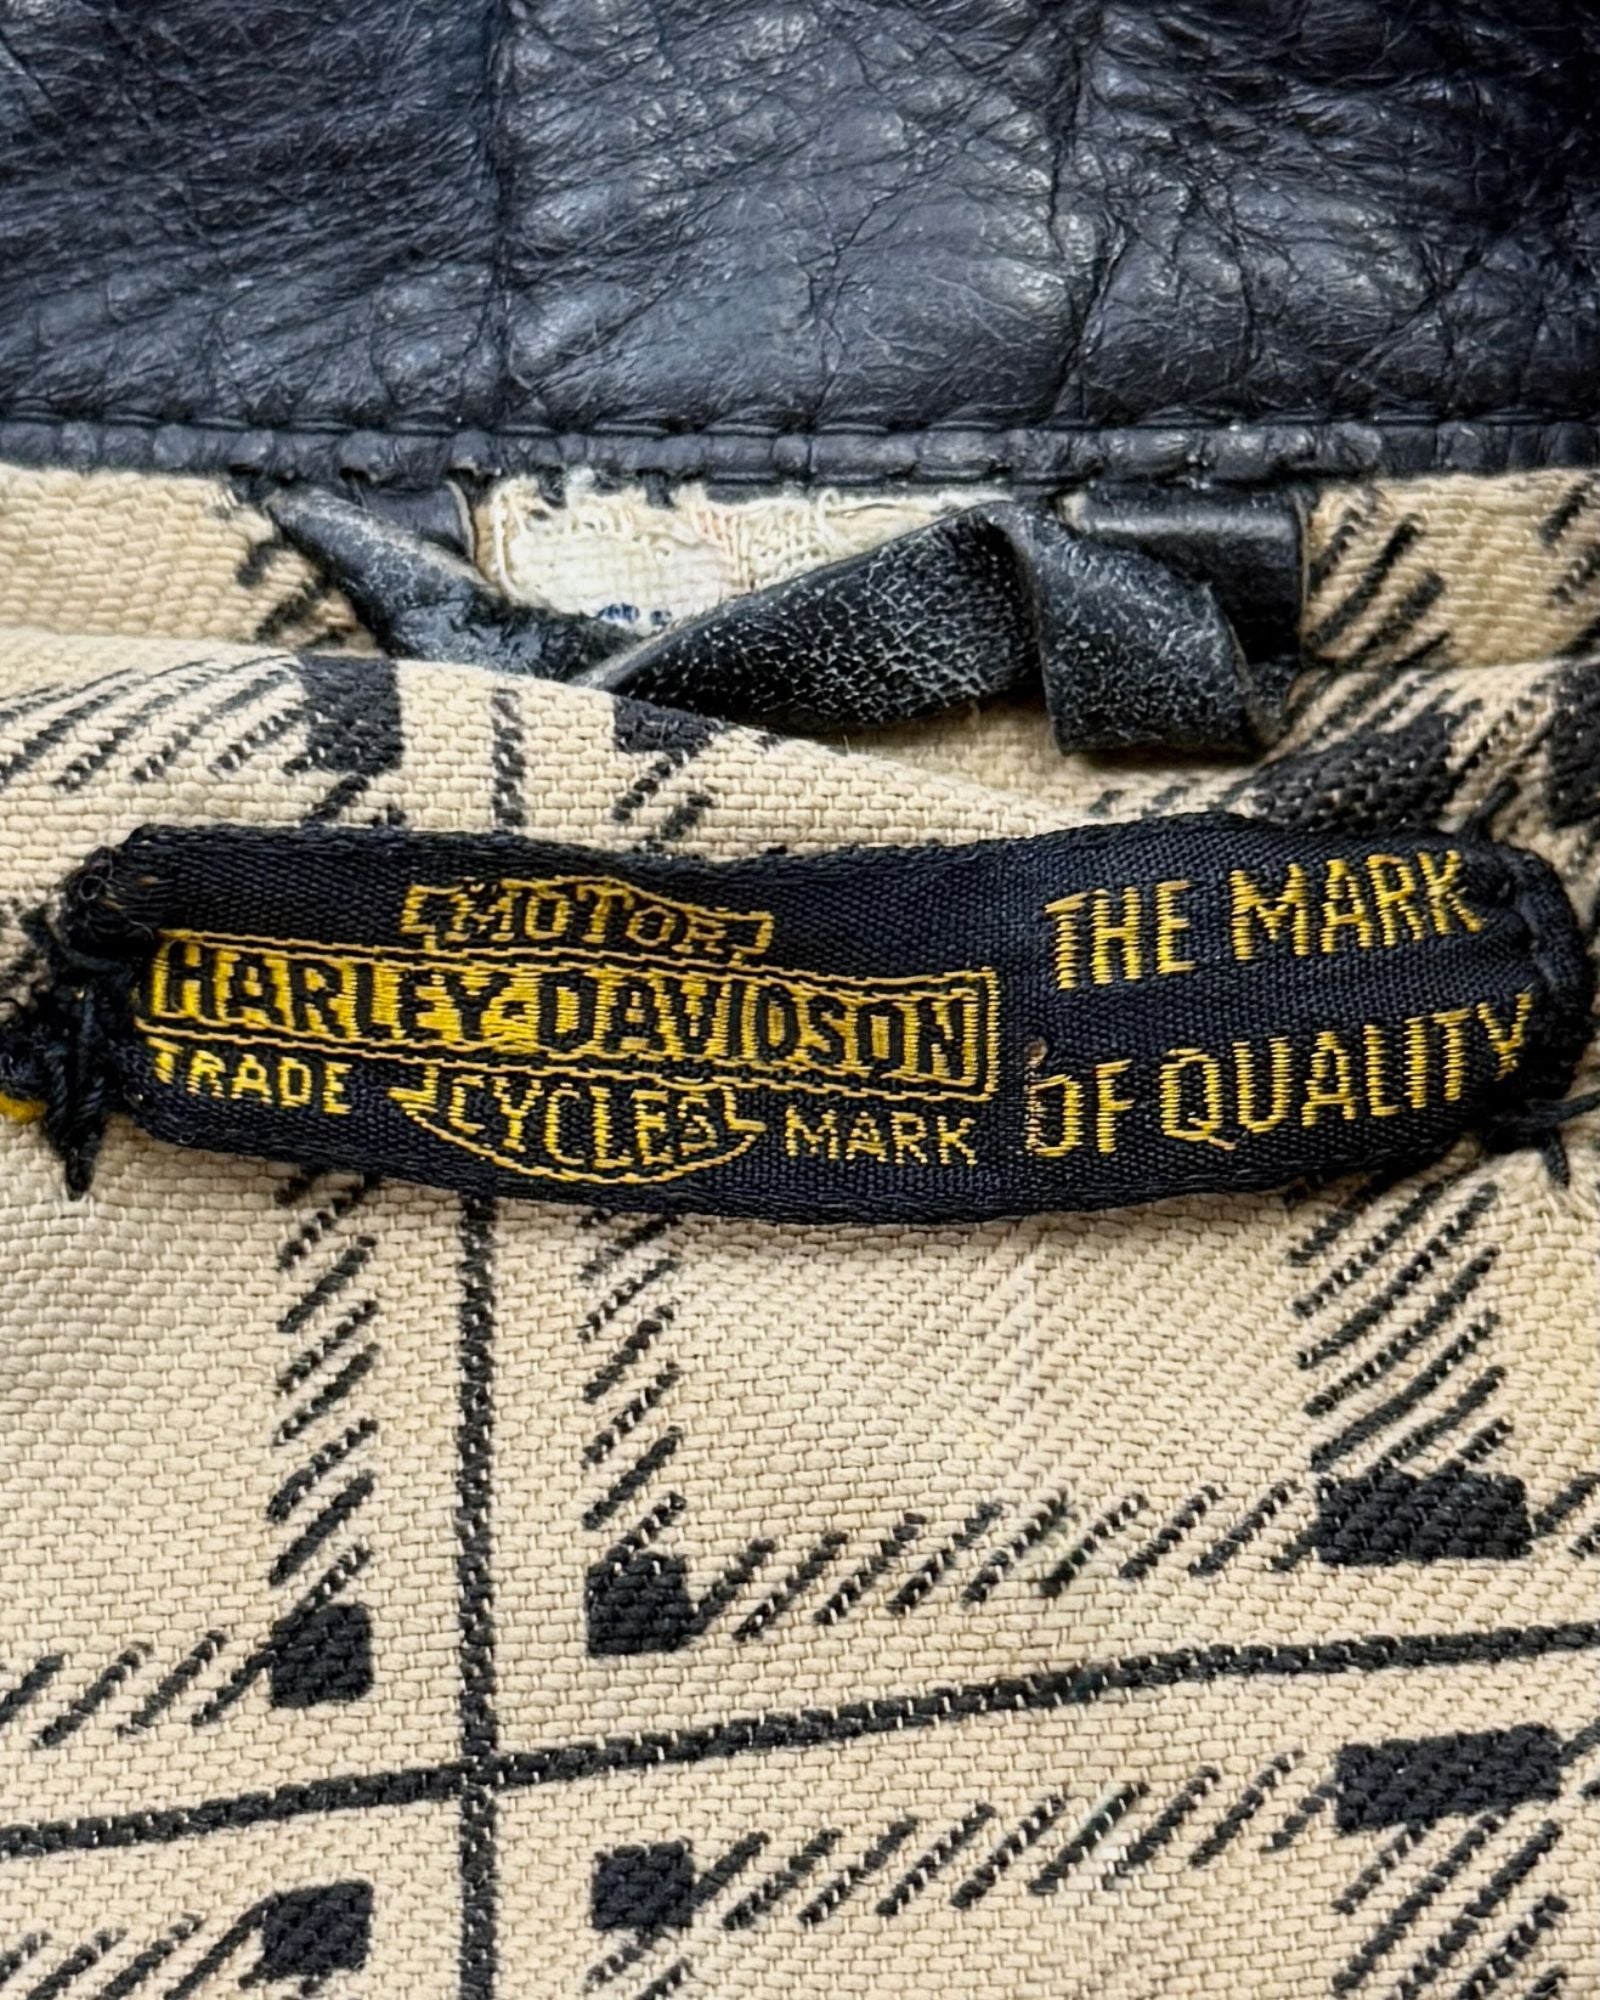 MOTOR
HARLEY-DAVIDSON
TRADE CYCLES MARK
THE MARK
OF QUALITY